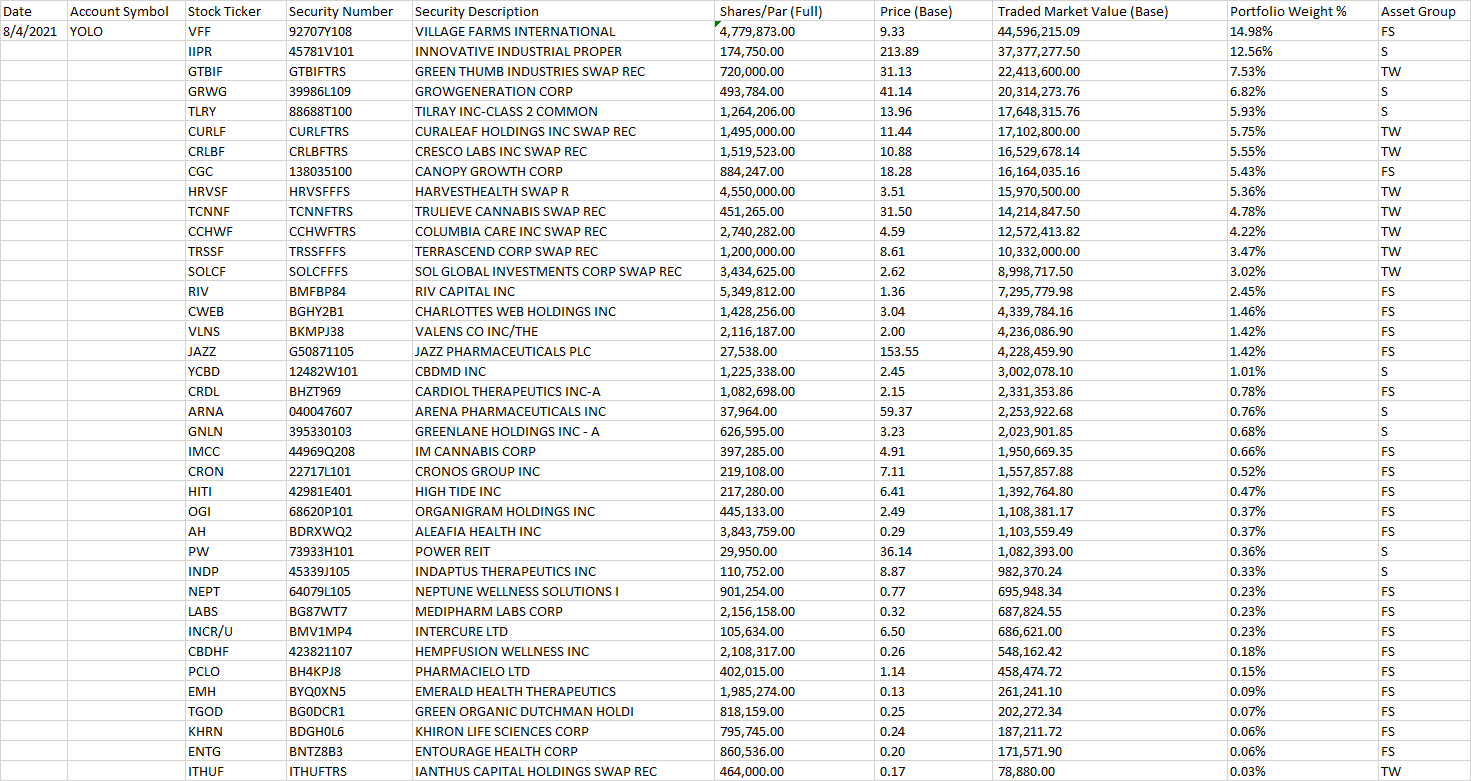 Date Account Symbol Stock Ticker Security Number Security Description Shares/Par (Full) Price (Base) Traded Market Value (Base) Portfolio Weight % Asset Group
8/4/2021 YOLO VFF 92707Y108 VILLAGE FARMS INTERNATIONAL 4,779,873.00 9.33 44,596,215.09 14.98% FS
IIPR 45781V101 INNOVATIVE INDUSTRIAL PROPER 174,750.00 213.89 37,377,277.50 12.56% S
GTBIF GTBIFTRS GREEN THUMB INDUSTRIES SWAP REC 720,000.00 31.13 22,413,600.00 7.53% TW
GRWG 39986L109 GROWGENERATION CORP 493,784.00 41.14 20,314,273.76 6.82% S
TLRY 88688T100 TILRAY INC-CLASS 2 COMMON 1,264,206.00 13.96 17,648,315.76 5.93% S
CURLF CURLFTRS CURALEAF HOLDINGS INC SWAP REC 1,495,000.00 11.44 17,102,800.00 5.75% TW
CRLBF CRLBFTRS CRESCO LABS INC SWAP REC 1,519,523.00 10.88 16,529,678.14 5.55% TW
CGC 138035100 CANOPY GROWTH CORP 884,247.00 18.28 16,164,035.16 5.43% FS
HRVSF HRVSFFFS HARVESTHEALTH SWAP R 4,550,000.00 3.51 15,970,500.00 5.36% TW
TCNNF TCNNFTRS TRULIEVE CANNABIS SWAP REC 451,265.00 31.50 14,214,847.50 4.78% TW
CCHWF CCHWFTRS COLUMBIA CARE INC SWAP REC 2,740,282.00 4.59 12,572,413.82 4.22% TW
TRSSF TRSSFFFS TERRASCEND CORP SWAP REC 1,200,000.00 8.61 10,332,000.00 3.47% TW
SOLCF SOLCFFFS SOL GLOBAL INVESTMENTS CORP SWAP REC 3,434,625.00 2.62 8,998,717.50 3.02% TW
RIV BMFBP84 RIV CAPITAL INC 5,349,812.00 1.36 7,295,779.98 2.45% FS
CWEB BGHY2B1 CHARLOTTES WEB HOLDINGS INC 1,428,256.00 3.04 4,339,784.16 1.46% FS
VLNS BKMPJ38 VALENS CO INC/THE 2,116,187.00 2.00 4,236,086.90 1.42% FS
JAZZ G50871105 JAZZ PHARMACEUTICALS PLC 27,538.00 153.55 4,228,459.90 1.42% FS
YCBD 12482W101 CBDMD INC 1,225,338.00 2.45 3,002,078.10 1.01% S
CRDL BHZT969 CARDIOL THERAPEUTICS INC-A 1,082,698.00 2.15 2,331,353.86 0.78% FS
ARNA 040047607 ARENA PHARMACEUTICALS INC 37,964.00 59.37 2,253,922.68 0.76% S
GNLN 395330103 GREENLANE HOLDINGS INC - A 626,595.00 3.23 2,023,901.85 0.68% S
IMCC 44969Q208 IM CANNABIS CORP 397,285.00 4.91 1,950,669.35 0.66% FS
CRON 22717L101 CRONOS GROUP INC 219,108.00 7.11 1,557,857.88 0.52% FS
HITI 42981E401 HIGH TIDE INC 217,280.00 6.41 1,392,764.80 0.47% FS
OGI 68620P101 ORGANIGRAM HOLDINGS INC 445,133.00 2.49 1,108,381.17 0.37% FS
AH BDRXWQ2 ALEAFIA HEALTH INC 3,843,759.00 0.29 1,103,559.49 0.37% FS
PW 73933H101 POWER REIT 29,950.00 36.14 1,082,393.00 0.36% S
INDP 45339J105 INDAPTUS THERAPEUTICS INC 110,752.00 8.87 982,370.24 0.33% S
NEPT 64079L105 NEPTUNE WELLNESS SOLUTIONS I 901,254.00 0.77 695,948.34 0.23% FS
LABS BG87WT7 MEDIPHARM LABS CORP 2,156,158.00 0.32 687,824.55 0.23% FS
INCR/U BMV1MP4 INTERCURE LTD 105,634.00 6.50 686,621.00 0.23% FS
CBDHF 423821107 HEMPFUSION WELLNESS INC 2,108,317.00 0.26 548,162.42 0.18% FS
PCLO BH4KPJ8 PHARMACIELO LTD 402,015.00 1.14 458,474.72 0.15% FS
EMH BYQ0XN5 EMERALD HEALTH THERAPEUTICS 1,985,274.00 0.13 261,241.10 0.09% FS
TGOD BG0DCR1 GREEN ORGANIC DUTCHMAN HOLDI 818,159.00 0.25 202,272.34 0.07% FS
KHRN BDGH0L6 KHIRON LIFE SCIENCES CORP 795,745.00 0.24 187,211.72 0.06% FS
ENTG BNTZ8B3 ENTOURAGE HEALTH CORP 860,536.00 0.20 171,571.90 0.06% FS
ITHUF ITHUFTRS IANTHUS CAPITAL HOLDINGS SWAP REC 464,000.00 0.17 78,880.00 0.03% TW